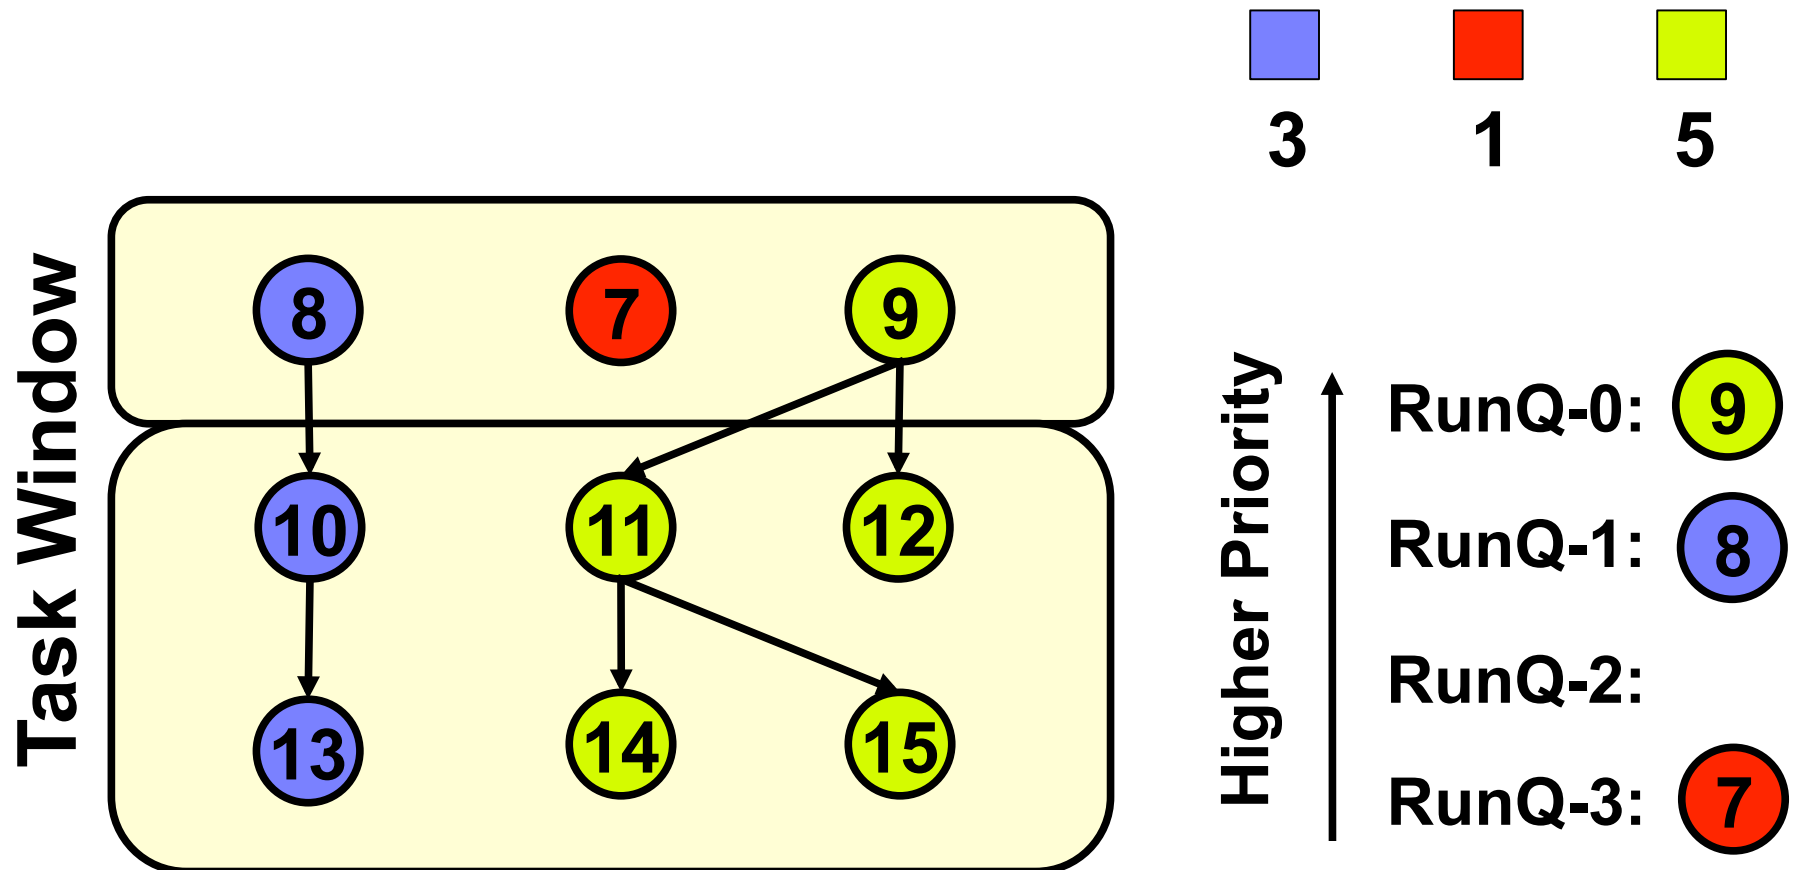 3 1 5
Task Window
8 7 9
10 11 12
13 14 15
Higher Priority
RunQ-0: 9
RunQ-1: 8
RunQ-2:
RunQ-3: 7